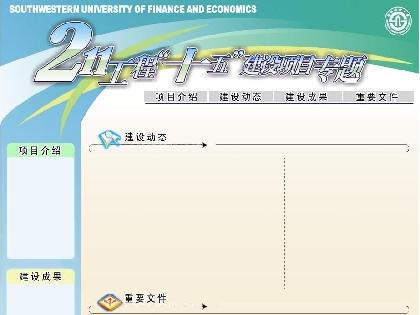 SOUTHWESTERN UNIVERSITY OF FINANCE AND ECONOMICS
211工程“十一五”建设项目专题
项目介绍 建设动态 建设成果 重要文件
建设动态
项目介绍
建设成果
重要文件